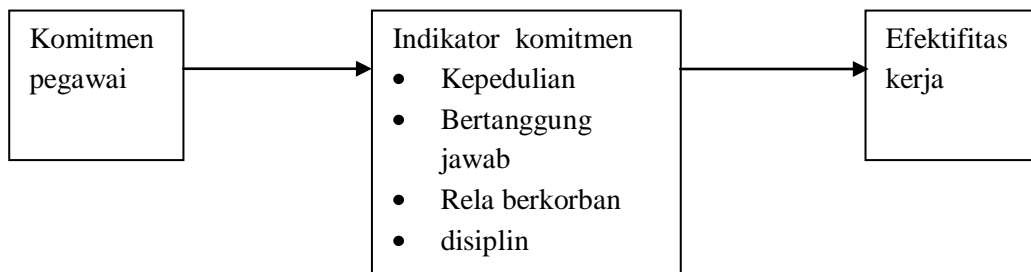 Komitmen
pegawai
Indikator  komitmen
• Kepedulian
• Bertanggung
jawab
• Rela berkorban
• disiplin
Efektifitas
kerja